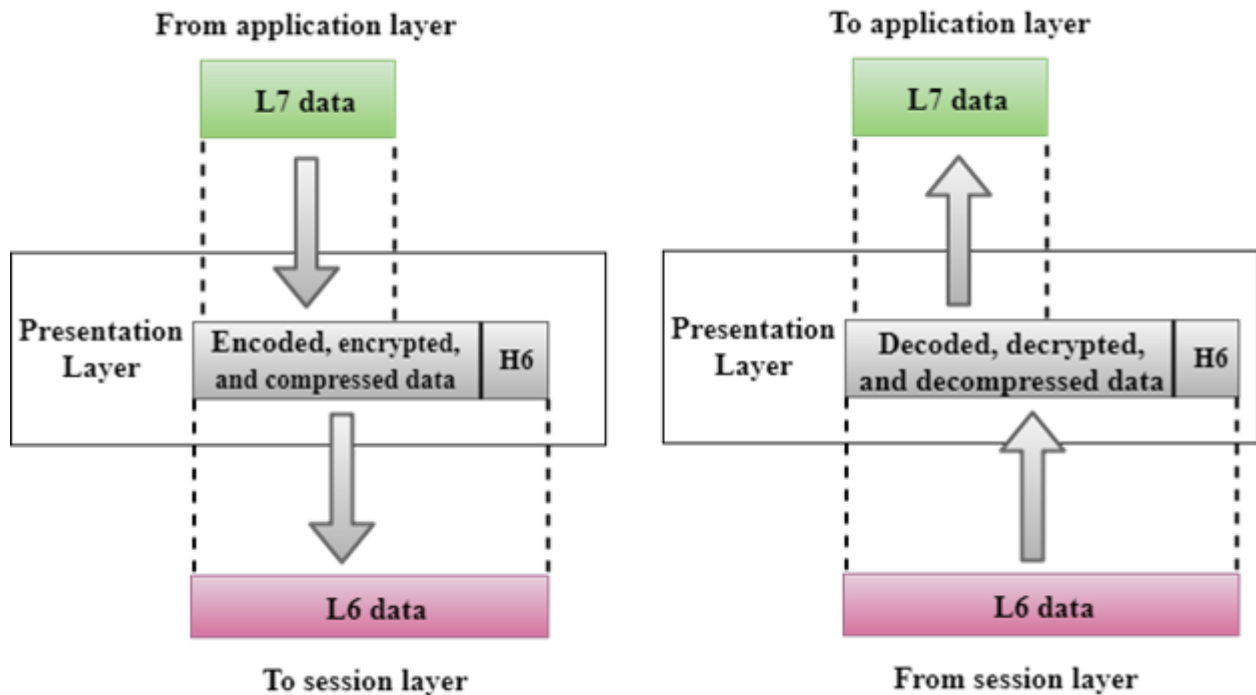 From application layer
L7 data
Presentation
Layer
Encoded, encrypted,
and compressed data
H6
L6 data
To session layer
To application layer
L7 data
Presentation
Layer
Decoded, decrypted,
and decompressed data
H6
L6 data
From session layer